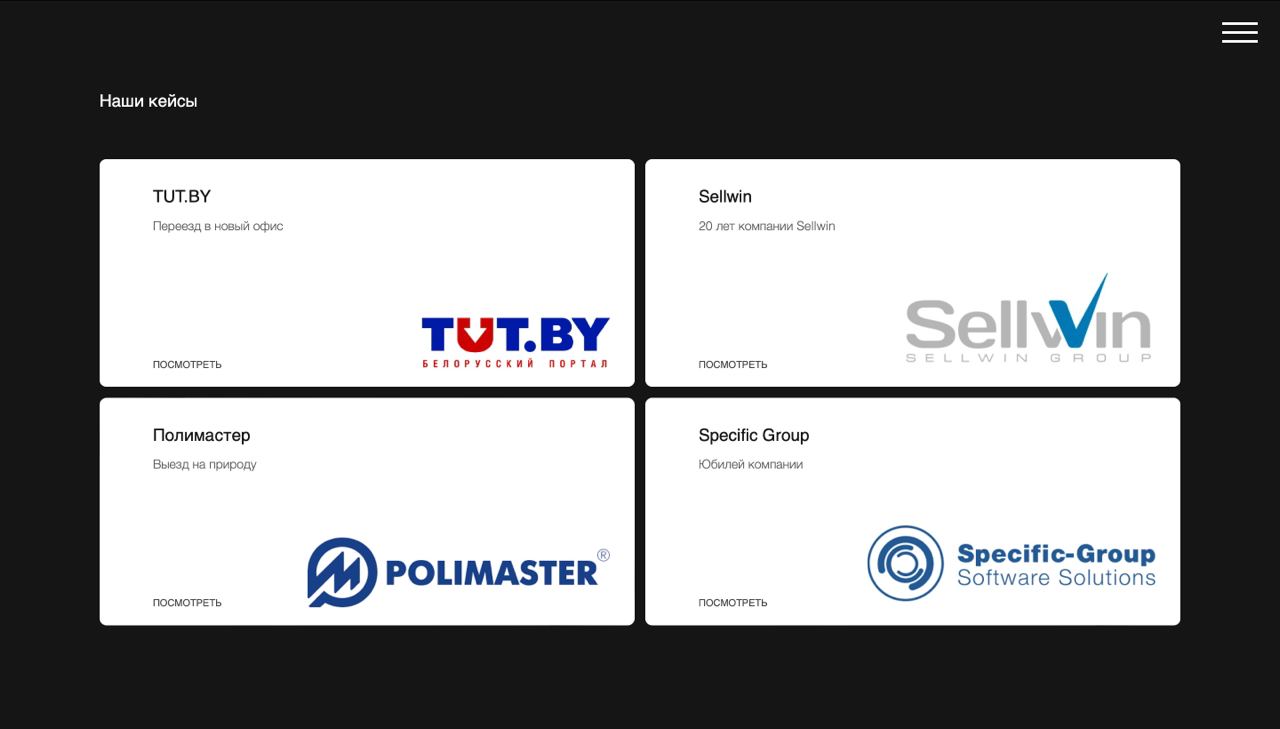 Наши кейсы
TUT.BY
Переезд в новый офис
TUT.BY
БЕЛОРУССКИЙ ПОРТАЛ
ПОСМОТРЕТЬ
Sellwin
20 лет компании Sellwin
Sellwin
SELLWIN GROUP
ПОСМОТРЕТЬ
Полимастер
Выезд на природу
POLIMASTER®
ПОСМОТРЕТЬ
Specific Group
Юбилей компании
Specific-Group
Software Solutions
ПОСМОТРЕТЬ